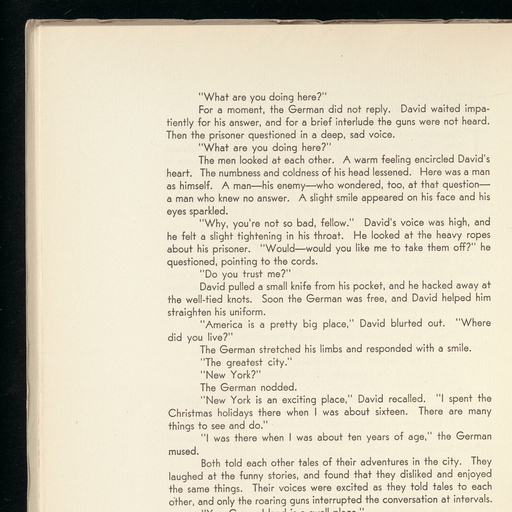 "What are you doing here?"
For a moment, the German did not reply. David waited impa-
tiently for his answer, and for a brief interlude the guns were not heard.
Then the prisoner questioned in a deep, sad voice.
"What are you doing here?"
The men looked at each other. A warm feeling encircled David's
heart. The numbness and coldness of his head lessened. Here was a man
as himself. A man—his enemy—who wondered, too, at that question—
a man who knew no answer. A slight smile appeared on his face and his
eyes sparkled.
"Why, you're not so bad, fellow." David's voice was high, and
he felt a slight tightening in his throat. He looked at the heavy ropes
about his prisoner. "Would—would you like me to take them off?" he
questioned, pointing to the cords.
"Do you trust me?"
David pulled a small knife from his pocket, and he hacked away at
the well-tied knots. Soon the German was free, and David helped him
straighten his uniform.
"America is a pretty big place," David blurted out. "Where
did you live?"
The German stretched his limbs and responded with a smile.
"The greatest city."
"New York?"
The German nodded.
"New York is an exciting place," David recalled. "I spent the
Christmas holidays there when I was about sixteen. There are many
things to see and do."
"I was there when I was about ten years of age," the German
mused.
Both told each other tales of their adventures in the city. They
laughed at the funny stories, and found that they disliked and enjoyed
the same things. Their voices were excited as they told tales to each
other, and only the roaring guns interrupted the conversation at intervals.